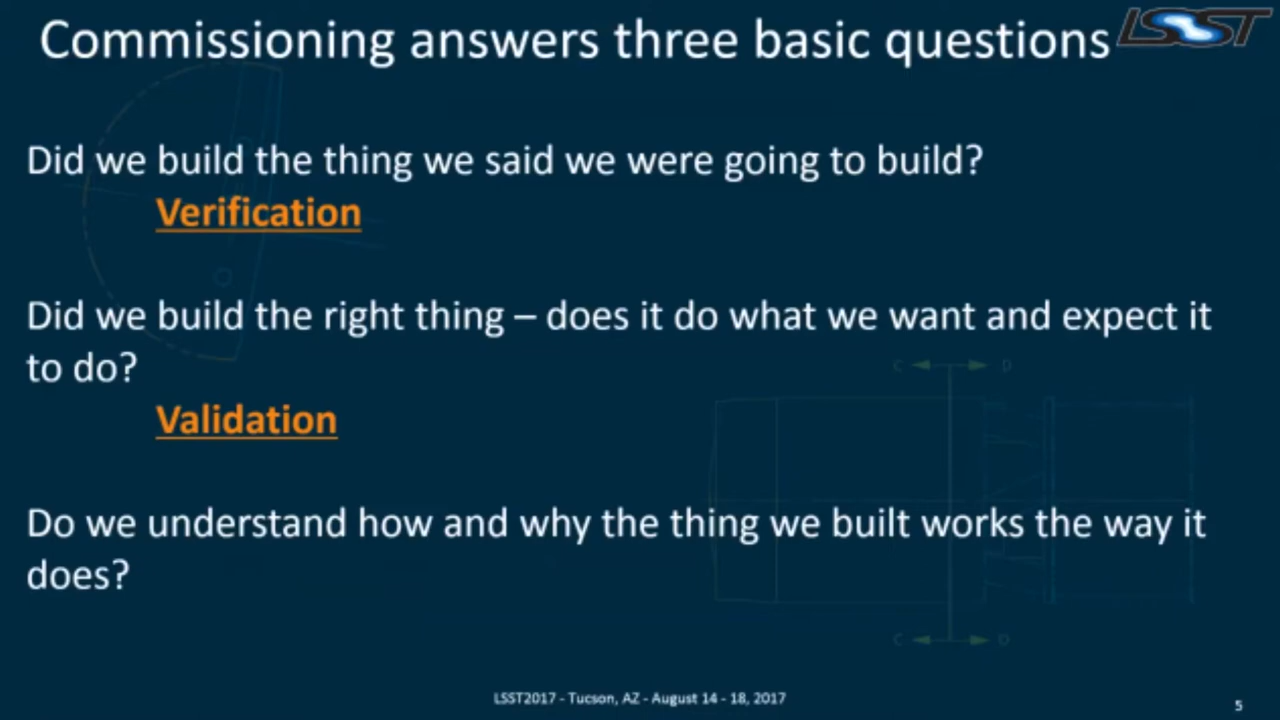 Commissioning answers three basic questions
LSST
Did we build the thing we said we were going to build?
Verification
Did we build the right thing – does it do what we want and expect it
to do?
Validation
C D
Do we understand how and why the thing we built works the way it
does?
C D
LSST2017 - Tucson, AZ - August 14 - 18, 2017
5